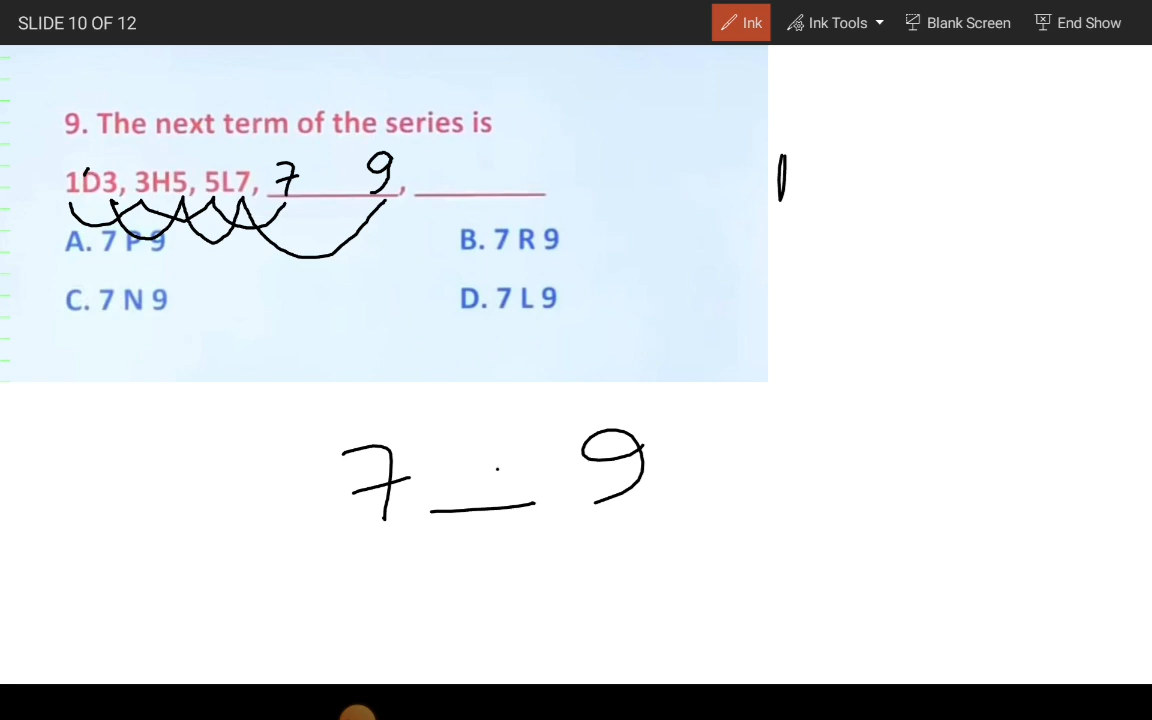 SLIDE 10 OF 12 Ink Ink Tools Blank Screen End Show
9. The next term of the series is
1D3, 3H5, 5L7, 7 9, 
A. 7 P 9 B. 7 R 9
C. 7 N 9 D. 7 L 9
7 _ 9